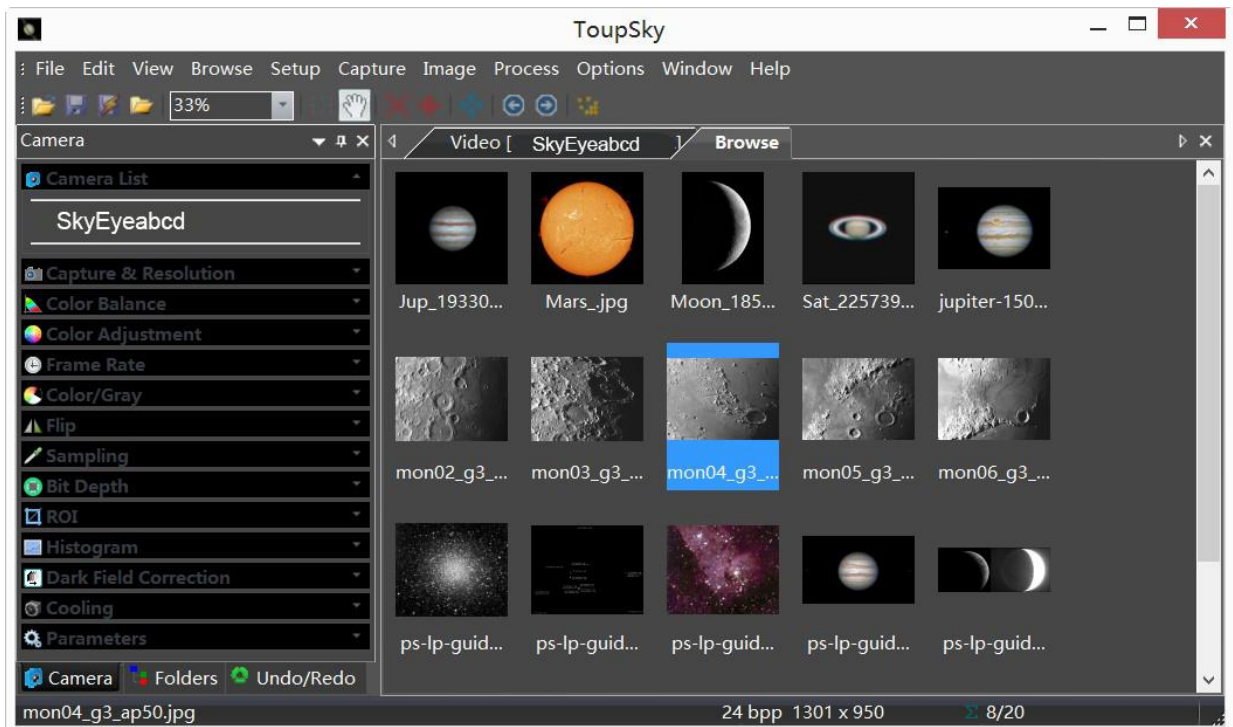 ToupSky
File Edit View Browse Setup Capture Image Process Options Window Help
33%
Camera
Video [ SkyEyeabcd ] Browse
Camera List
SkyEyeabcd
Capture & Resolution
Color Balance
Color Adjustment
Frame Rate
Color/Gray
Flip
Sampling
Bit Depth
ROI
Histogram
Dark Field Correction
Cooling
Parameters
Camera Folders Undo/Redo
Jup_19330... Mars_.jpg Moon_185... Sat_225739... jupiter-150...
mon02_g3_... mon03_g3_... mon04_g3_... mon05_g3_... mon06_g3_...
ps-lp-guid... ps-lp-guid... ps-lp-guid... ps-lp-guid... ps-lp-guid...
mon04_g3_ap50.jpg 24 bpp 1301 x 950 Σ 8/20